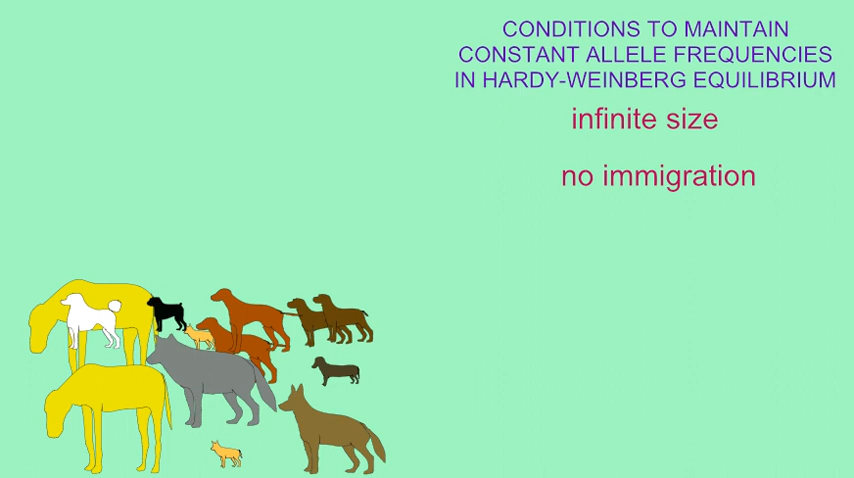 CONDITIONS TO MAINTAIN
CONSTANT ALLELE FREQUENCIES
IN HARDY-WEINBERG EQUILIBRIUM
infinite size
no immigration